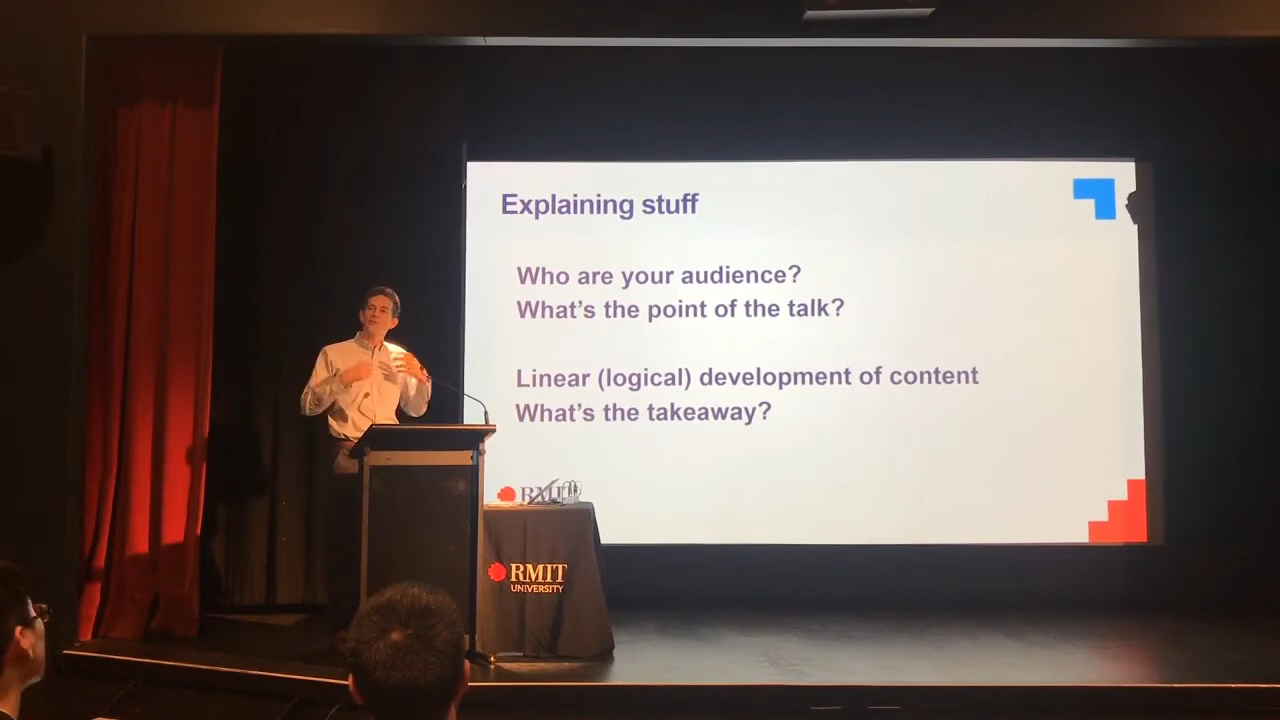 Explaining stuff
Who are your audience?
What's the point of the talk?
Linear (logical) development of content
What's the takeaway?
RMIT
RMIT
UNIVERSITY